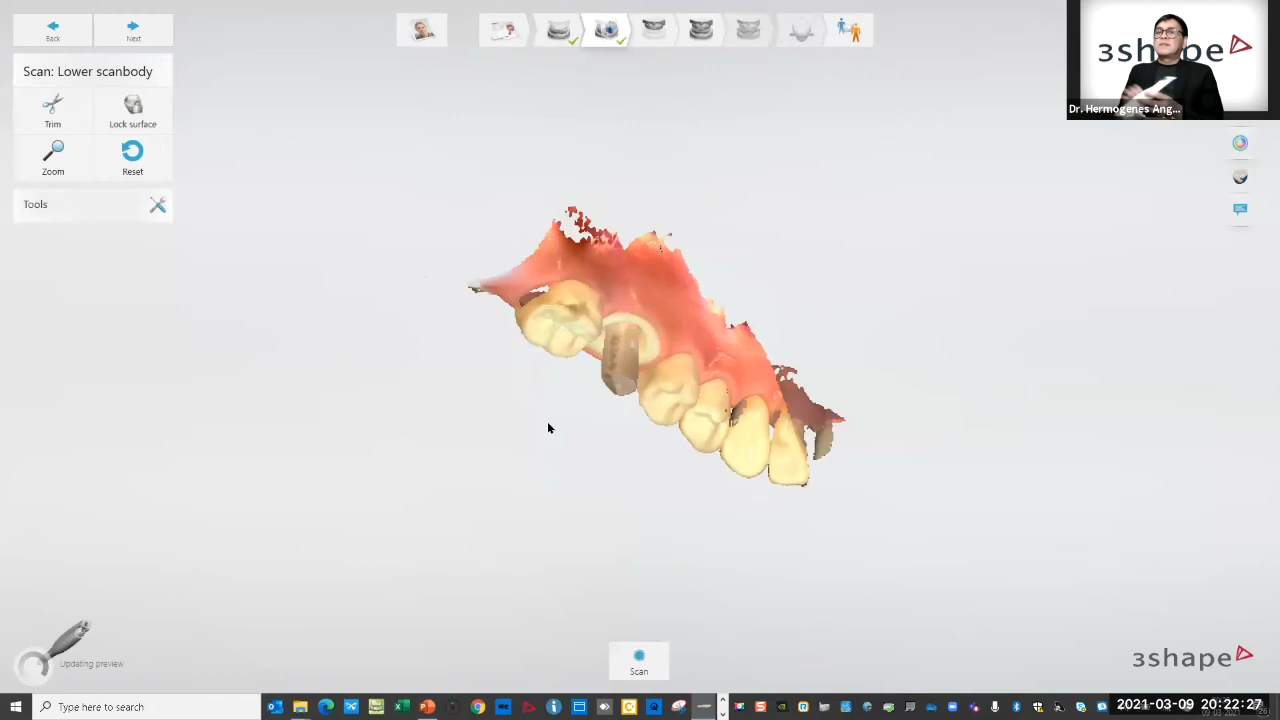 Back
Next
Scan: Lower scanbody
Trim
Lock surface
Zoom
Reset
Tools
3shape
Dr. Hermogenes Ang...
Updating preview
Scan
3shape
Type here to search
2021-03-09 20:22:27